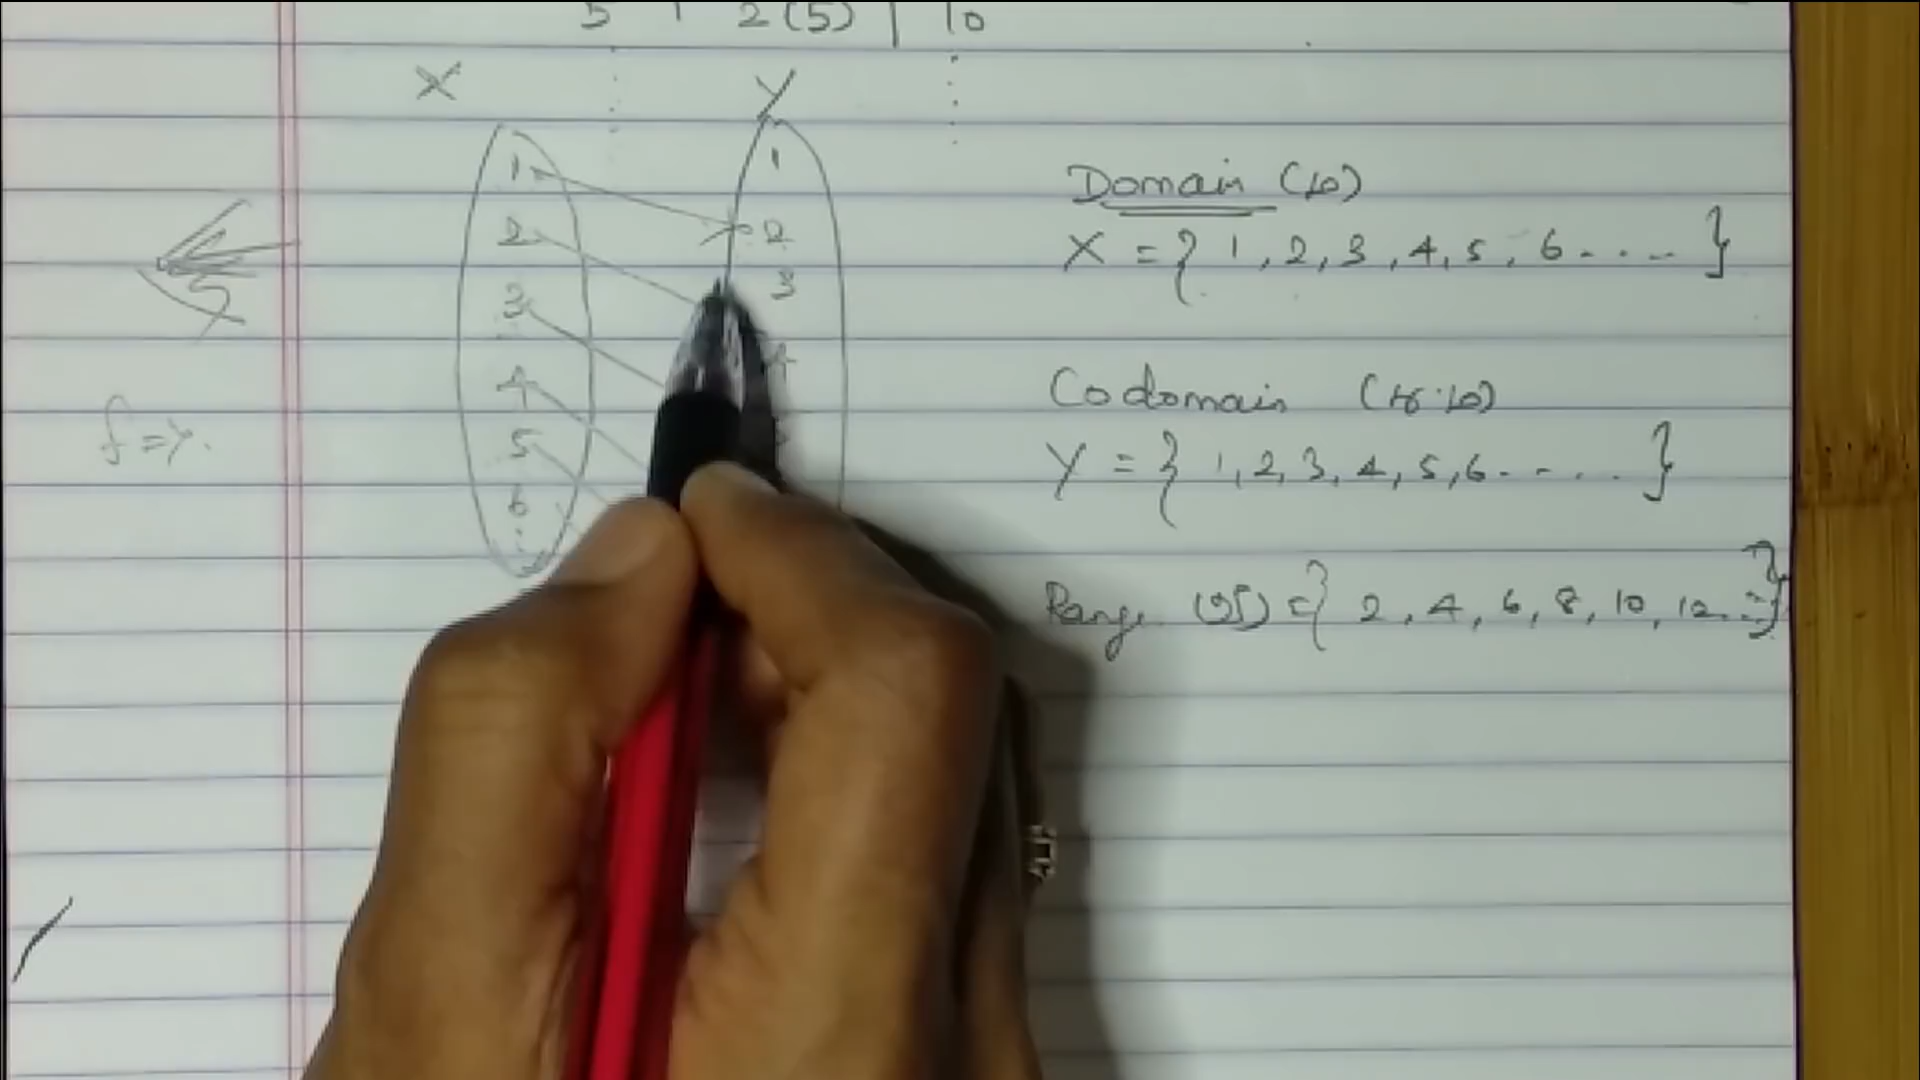 5 2(5) | 10
X Y
1 1
2 2
3 3
4 4
5
6
f=y.
Domain
X = { 1, 2, 3, 4, 5, 6 . . . . }
Codomain
Y = { 1, 2, 3, 4, 5, 6 . . . . . }
Range = { 2, 4, 6, 8, 10, 12 . . }